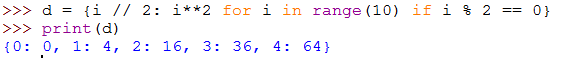 >>> d = {i // 2: i**2 for i in range(10) if i % 2 == 0}
>>> print(d)
{0: 0, 1: 4, 2: 16, 3: 36, 4: 64}